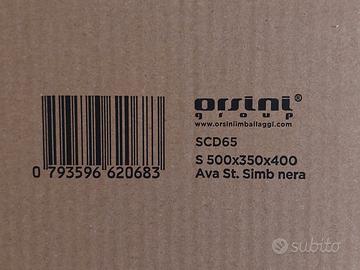 orsini®
group
www.orsiniimballaggi.com
SCD65
S 500x350x400
Ava St. Simb nera
0 793596 620683
subito